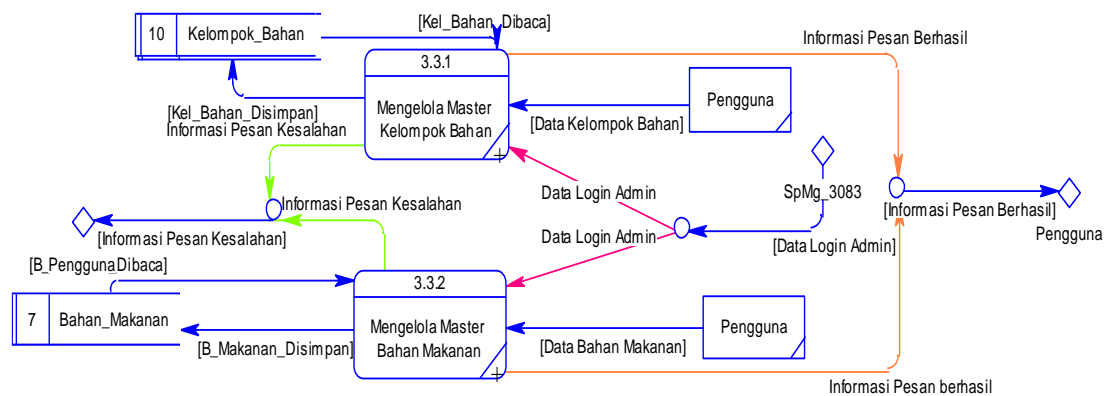 [Kel_Bahan_Dibaca]
10
Kelompok_Bahan
Informasi Pesan Berhasil
3.3.1
Mengelola Master
Kelompok Bahan
Pengguna
[Kel_Bahan_Disimpan]
[Data Kelompok Bahan]
Informasi Pesan Kesalahan
Data Login Admin
SpMg_3083
Informasi Pesan Kesalahan
[Informasi Pesan Berhasil]
Pengguna
[Informasi Pesan Kesalahan]
Data Login Admin
[Data Login Admin]
[B_PenggunaDibaca]
3.3.2
7
Bahan_Makanan
Mengelola Master
Bahan Makanan
Pengguna
[B_Makanan_Disimpan]
[Data Bahan Makanan]
Informasi Pesan berhasil